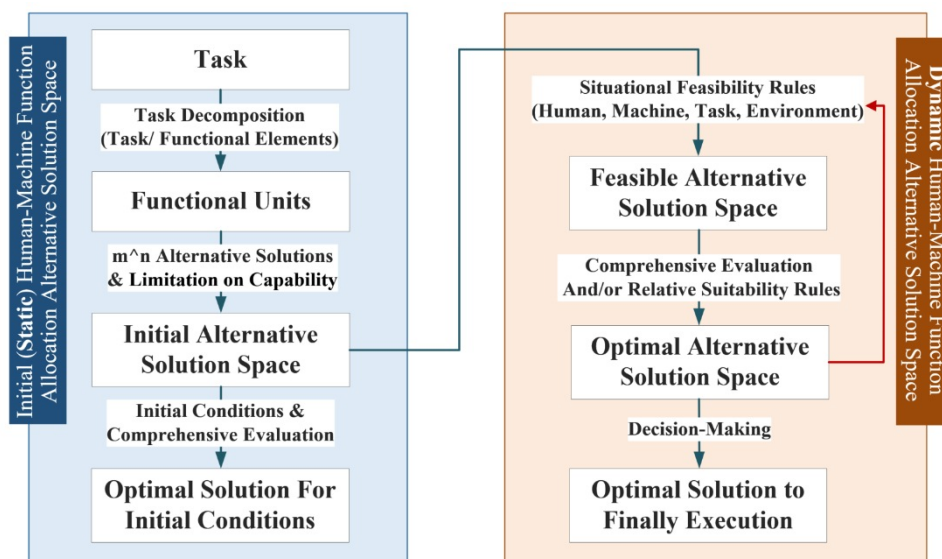 Initial (Static) Human-Machine Function
Allocation Alternative Solution Space
Task
Task Decomposition
(Task/ Functional Elements)
Functional Units
m^n Alternative Solutions
& Limitation on Capability
Initial Alternative
Solution Space
Initial Conditions &
Comprehensive Evaluation
Optimal Solution For
Initial Conditions
Situational Feasibility Rules
(Human, Machine, Task, Environment)
Feasible Alternative
Solution Space
Comprehensive Evaluation
And/or Relative Suitability Rules
Optimal Alternative
Solution Space
Decision-Making
Optimal Solution to
Finally Execution
Dynamic Human-Machine Function
Allocation Alternative Solution Space